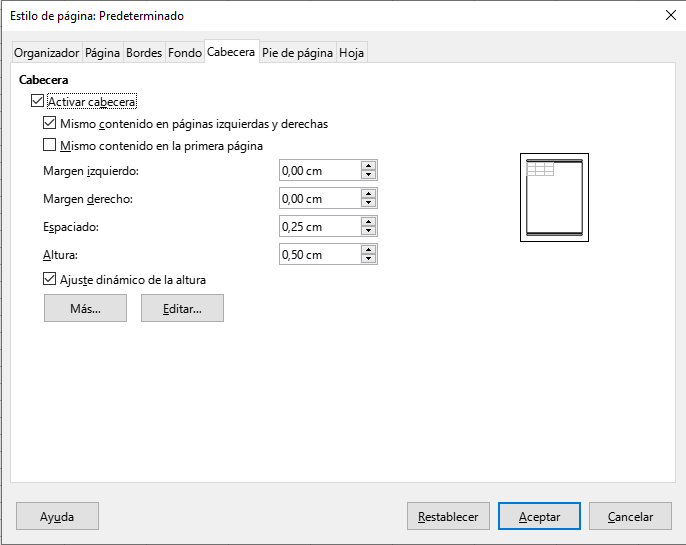 Estilo de página: Predeterminado
Organizador Página Bordes Fondo Cabecera Pie de página Hoja
Cabecera
Activar cabecera
Mismo contenido en páginas izquierdas y derechas
Mismo contenido en la primera página
Margen izquierdo: 0,00 cm
Margen derecho: 0,00 cm
Espaciado: 0,25 cm
Altura: 0,50 cm
Ajuste dinámico de la altura
Más... Editar...
Ayuda Restablecer Aceptar Cancelar